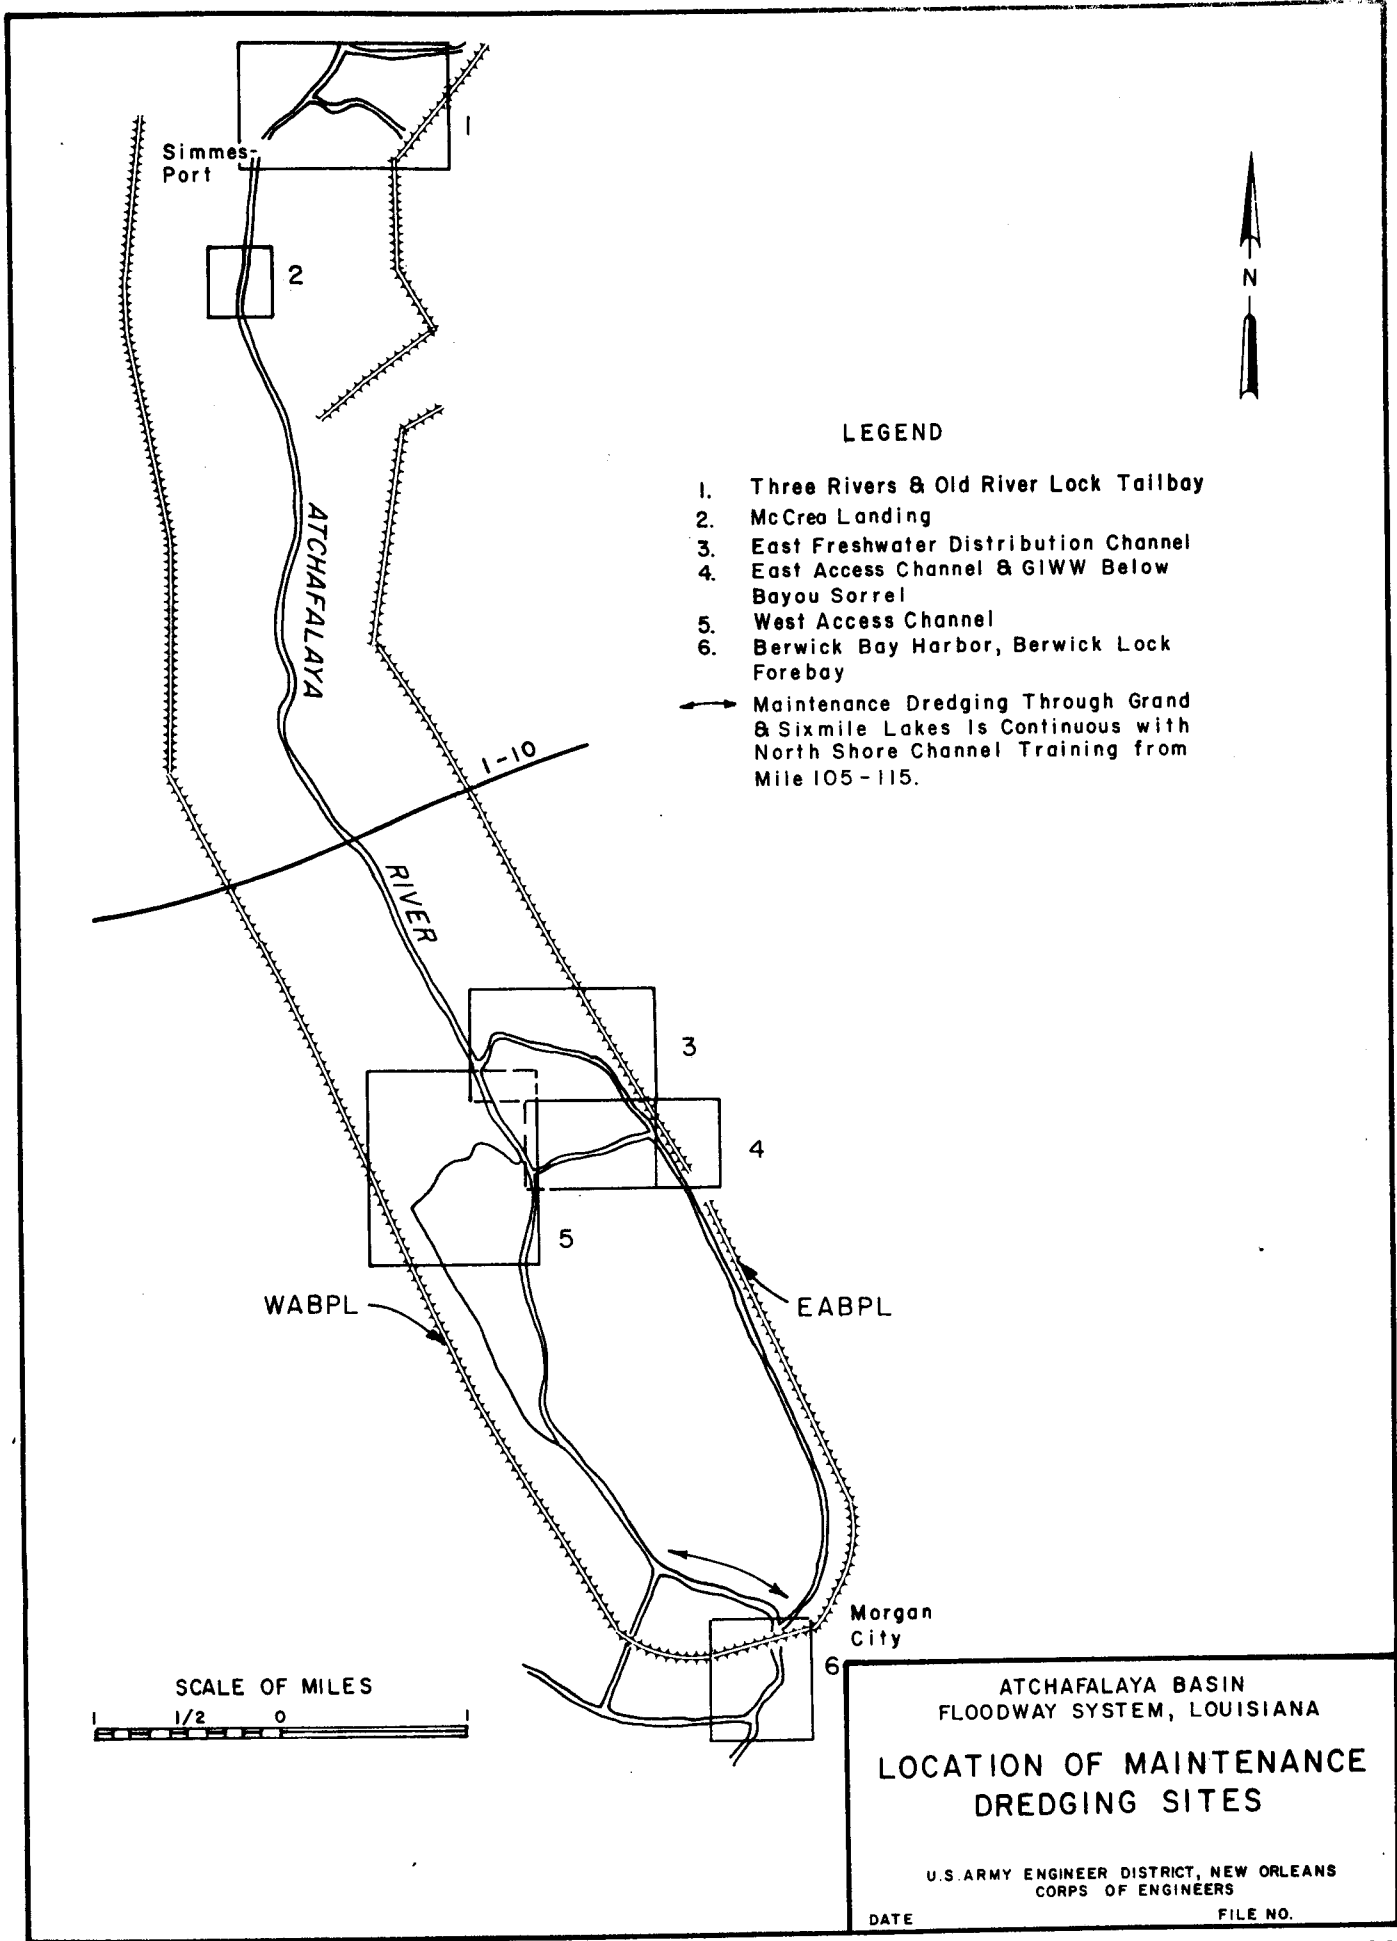 1
Simmes-
Port
2
N
LEGEND
1. Three Rivers & Old River Lock Tailbay
2. McCrea Landing
3. East Freshwater Distribution Channel
4. East Access Channel & GIWW Below
Bayou Sorrel
5. West Access Channel
6. Berwick Bay Harbor, Berwick Lock
Forebay
Maintenance Dredging Through Grand
& Sixmile Lakes Is Continuous with
North Shore Channel Training from
Mile 105-115.
ATCHAFALAYA
I-10
RIVER
3
4
5
WABPL
EABPL
Morgan
City
6
SCALE OF MILES
1 1/2 0 1
ATCHAFALAYA BASIN
FLOODWAY SYSTEM, LOUISIANA
LOCATION OF MAINTENANCE
DREDGING SITES
U.S. ARMY ENGINEER DISTRICT, NEW ORLEANS
CORPS OF ENGINEERS
DATE FILE NO.